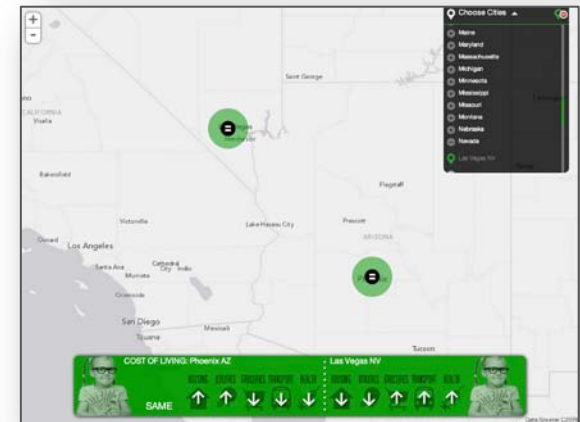 +
-
Choose Cities
Maine
Maryland
Massachusetts
Michigan
Minnesota
Mississippi
Missouri
Montana
Nebraska
Nevada
Las Vegas NV
Saint George
CALIFORNIA
Visalia
Henderson
Bakersfield
Flagstaff
Victorville
Lake Havasu City
Prescott
ARIZONA
Oxnard
Los Angeles
Santa Ana
Cathedral City
Indio
Murrieta
Oceanside
San Diego
Tijuana
Mexicali
Tucson
COST OF LIVING: Phoenix AZ
Las Vegas NV
HOUSING UTILITIES GROCERIES TRANSPORT HEALTH
HOUSING UTILITIES GROCERIES TRANSPORT HEALTH
SAME